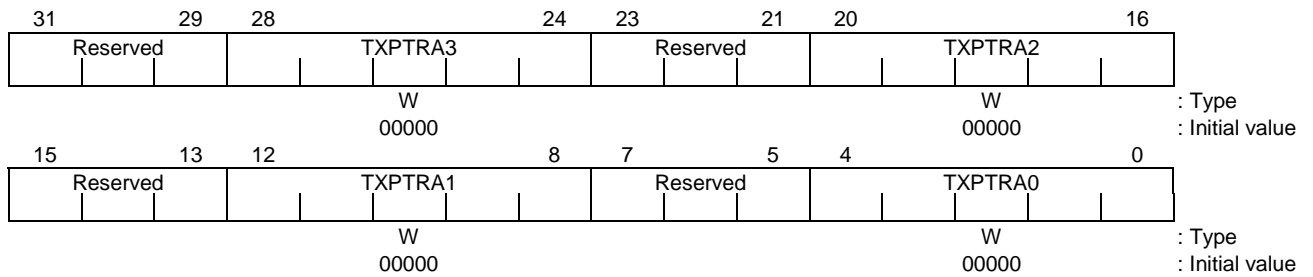 31 29 28 24 23 21 20 16
Reserved TXPTRA3 Reserved TXPTRA2
W W : Type
00000 00000 : Initial value
15 13 12 8 7 5 4 0
Reserved TXPTRA1 Reserved TXPTRA0
W W : Type
00000 00000 : Initial value